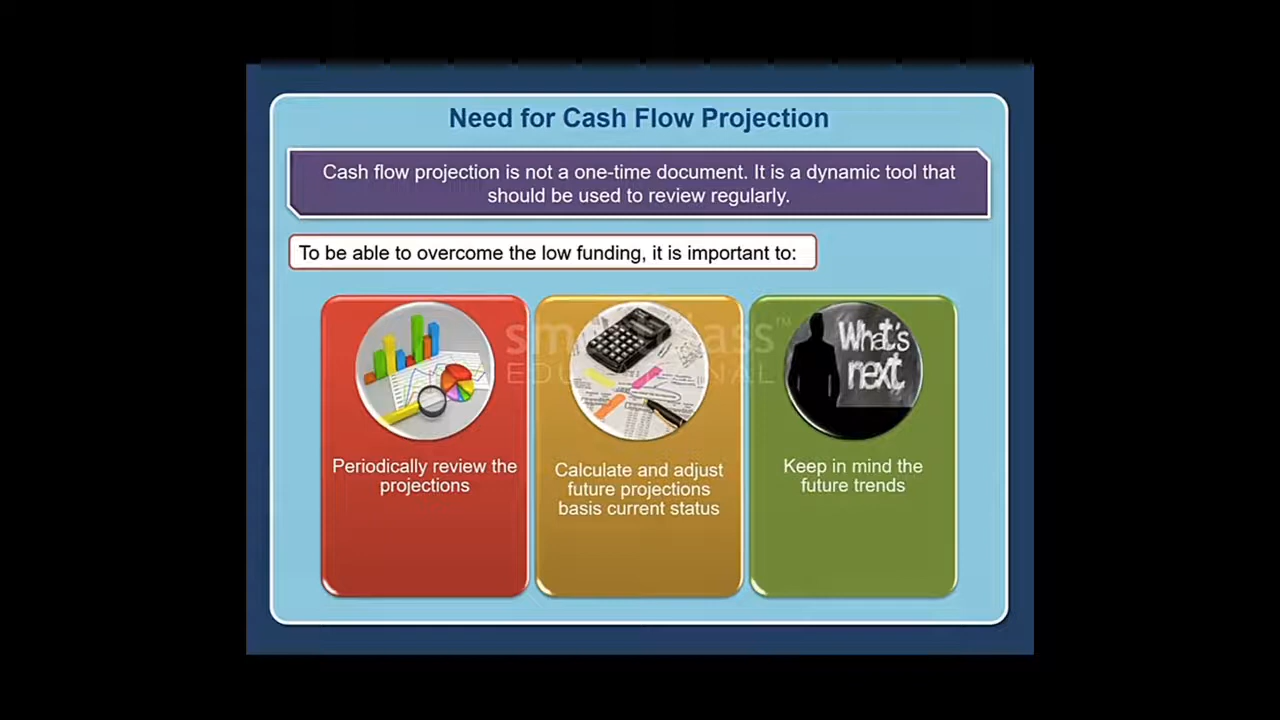 Need for Cash Flow Projection
Cash flow projection is not a one-time document. It is a dynamic tool that
should be used to review regularly.
To be able to overcome the low funding, it is important to:
What's
next
Periodically review the
projections
Calculate and adjust
future projections
basis current status
Keep in mind the
future trends